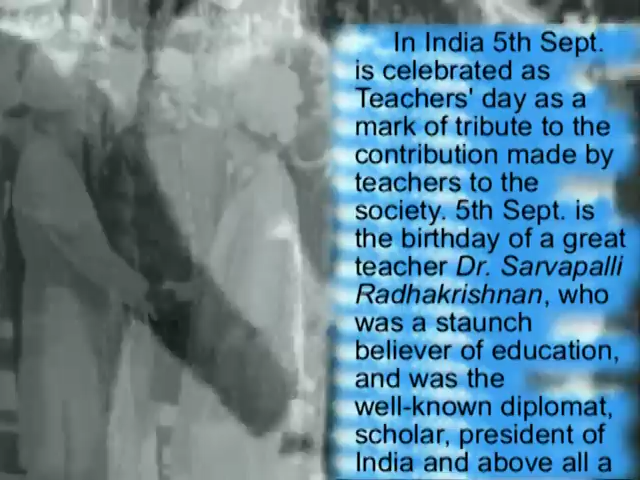 In India 5th Sept.
is celebrated as
Teachers' day as a
mark of tribute to the
contribution made by
teachers to the
society. 5th Sept. is
the birthday of a great
teacher Dr. Sarvapalli
Radhakrishnan, who
was a staunch
believer of education,
and was the
well-known diplomat,
scholar, president of
India and above all a